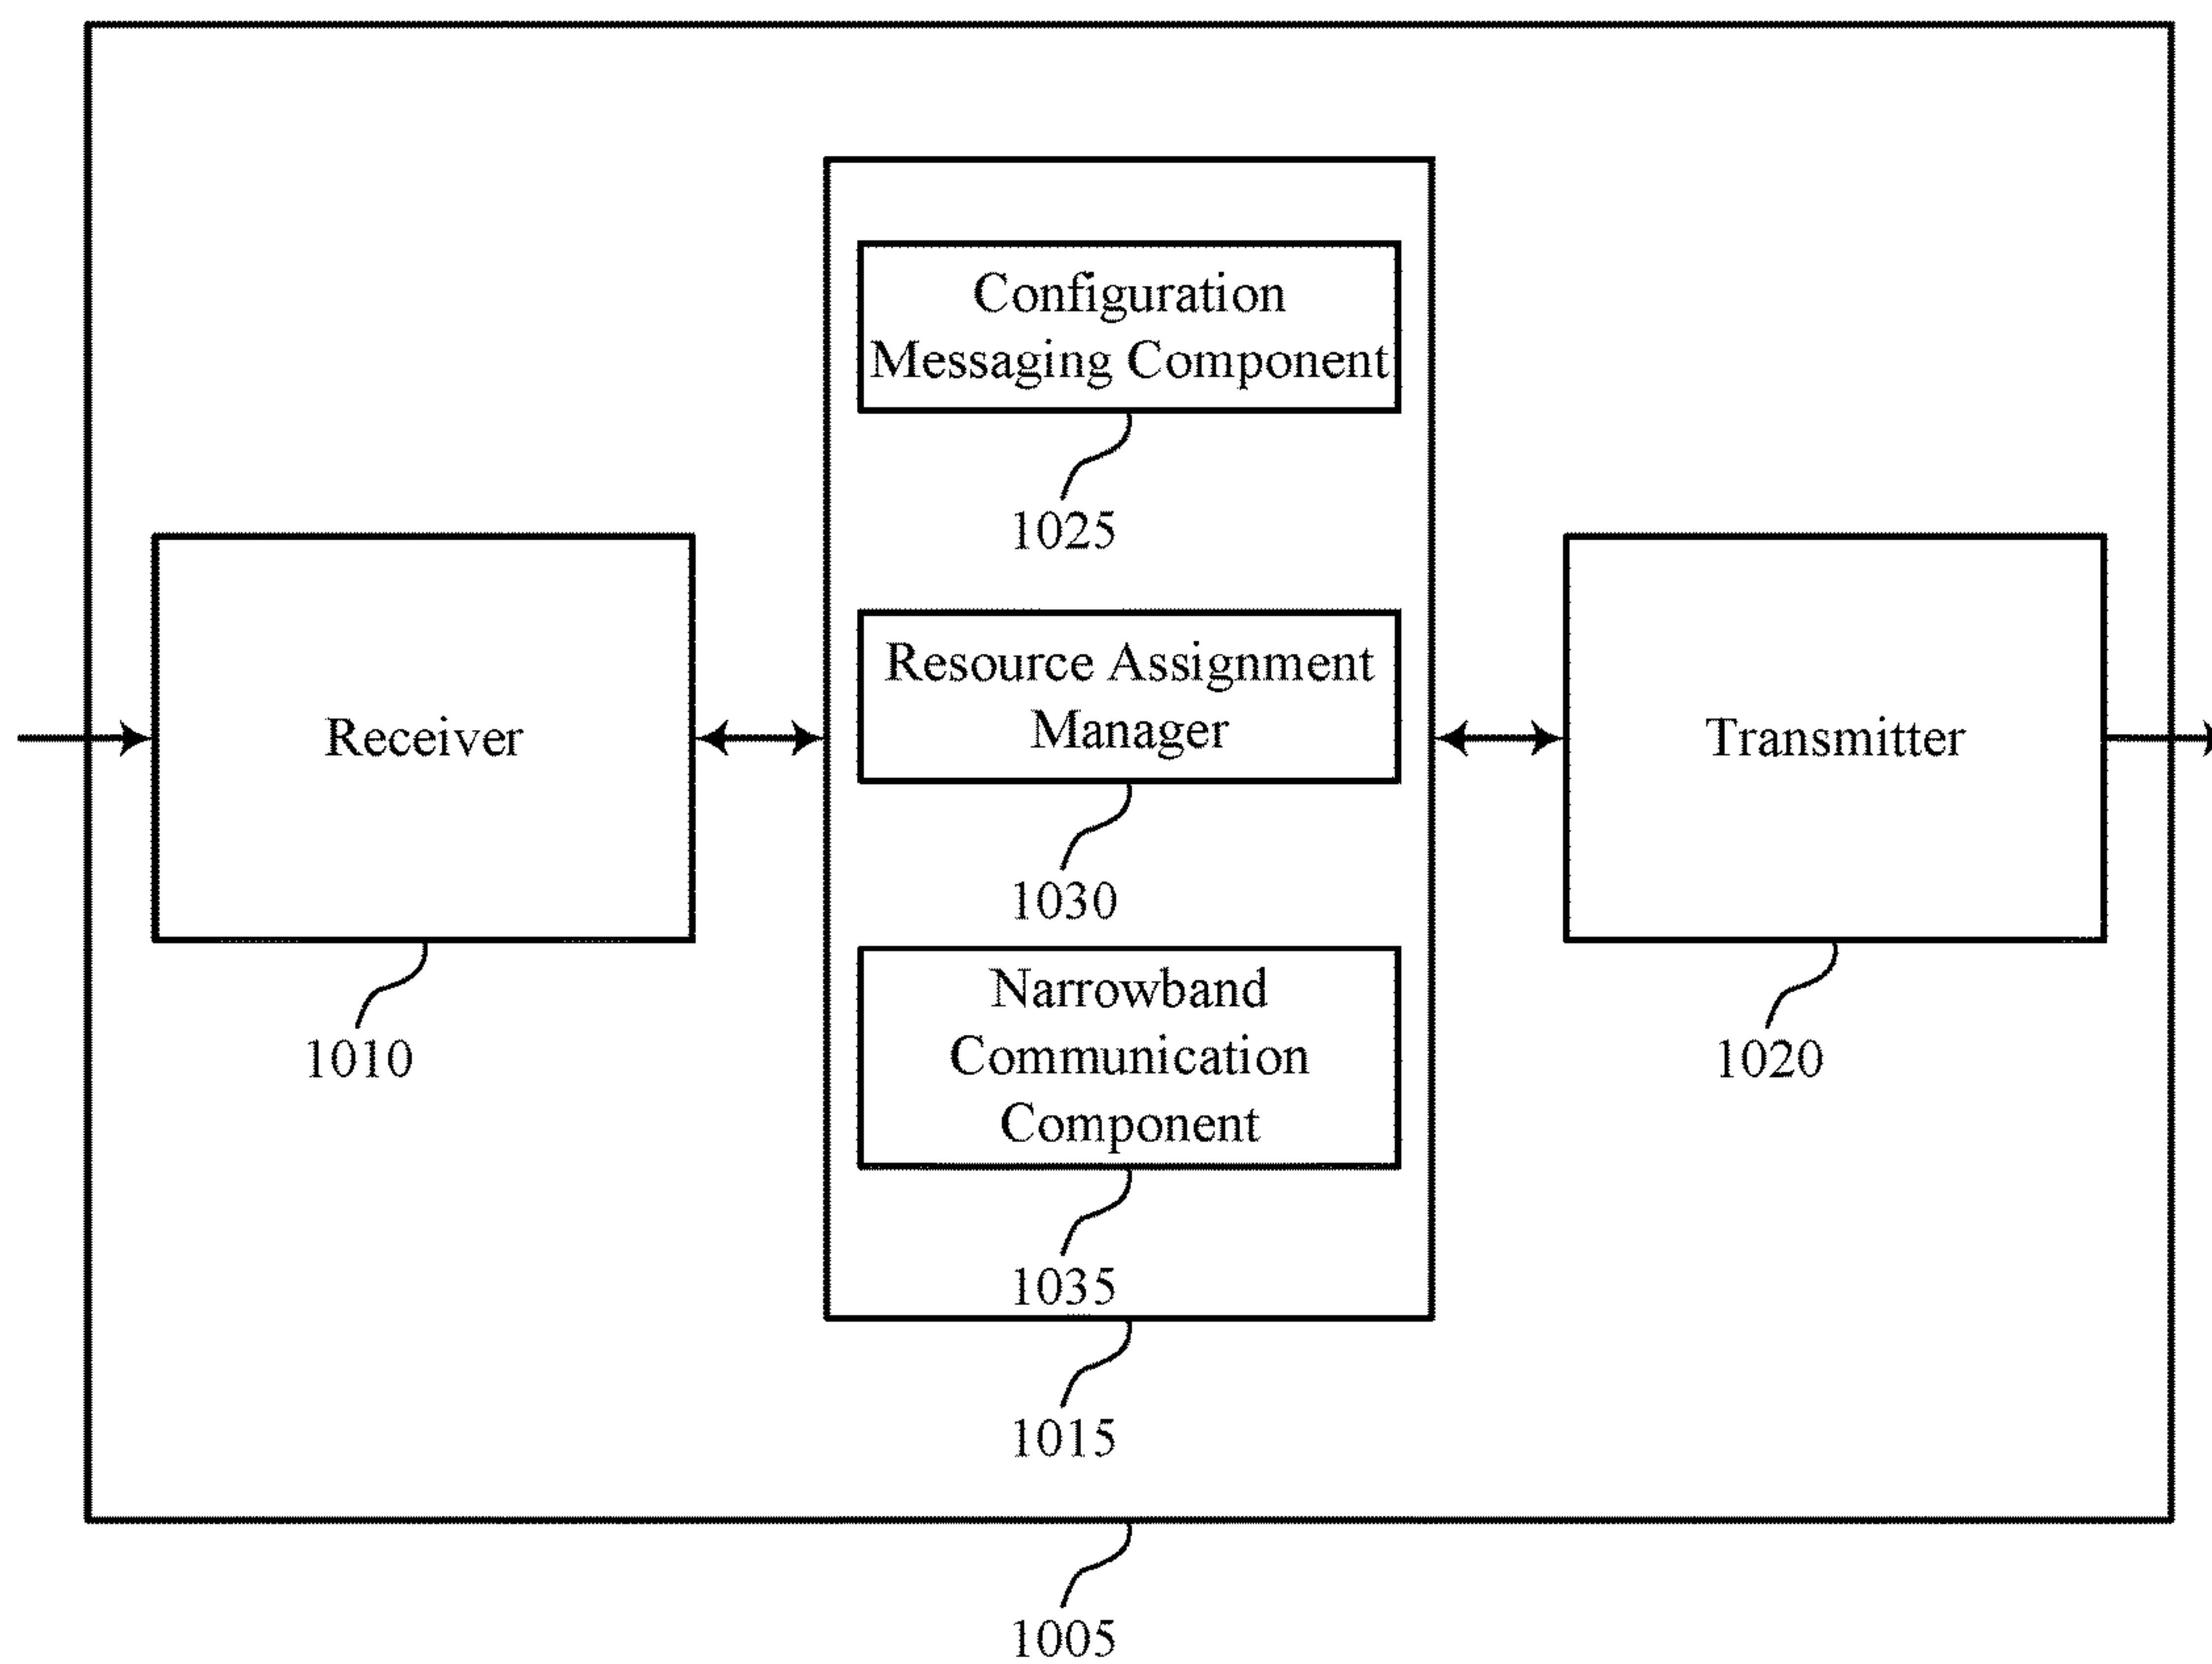 Configuration
Messaging Component
1025
Receiver
1010
Resource Assignment
Manager
1030
Narrowband
Communication
Component
1035
Transmitter
1020
1015
1005